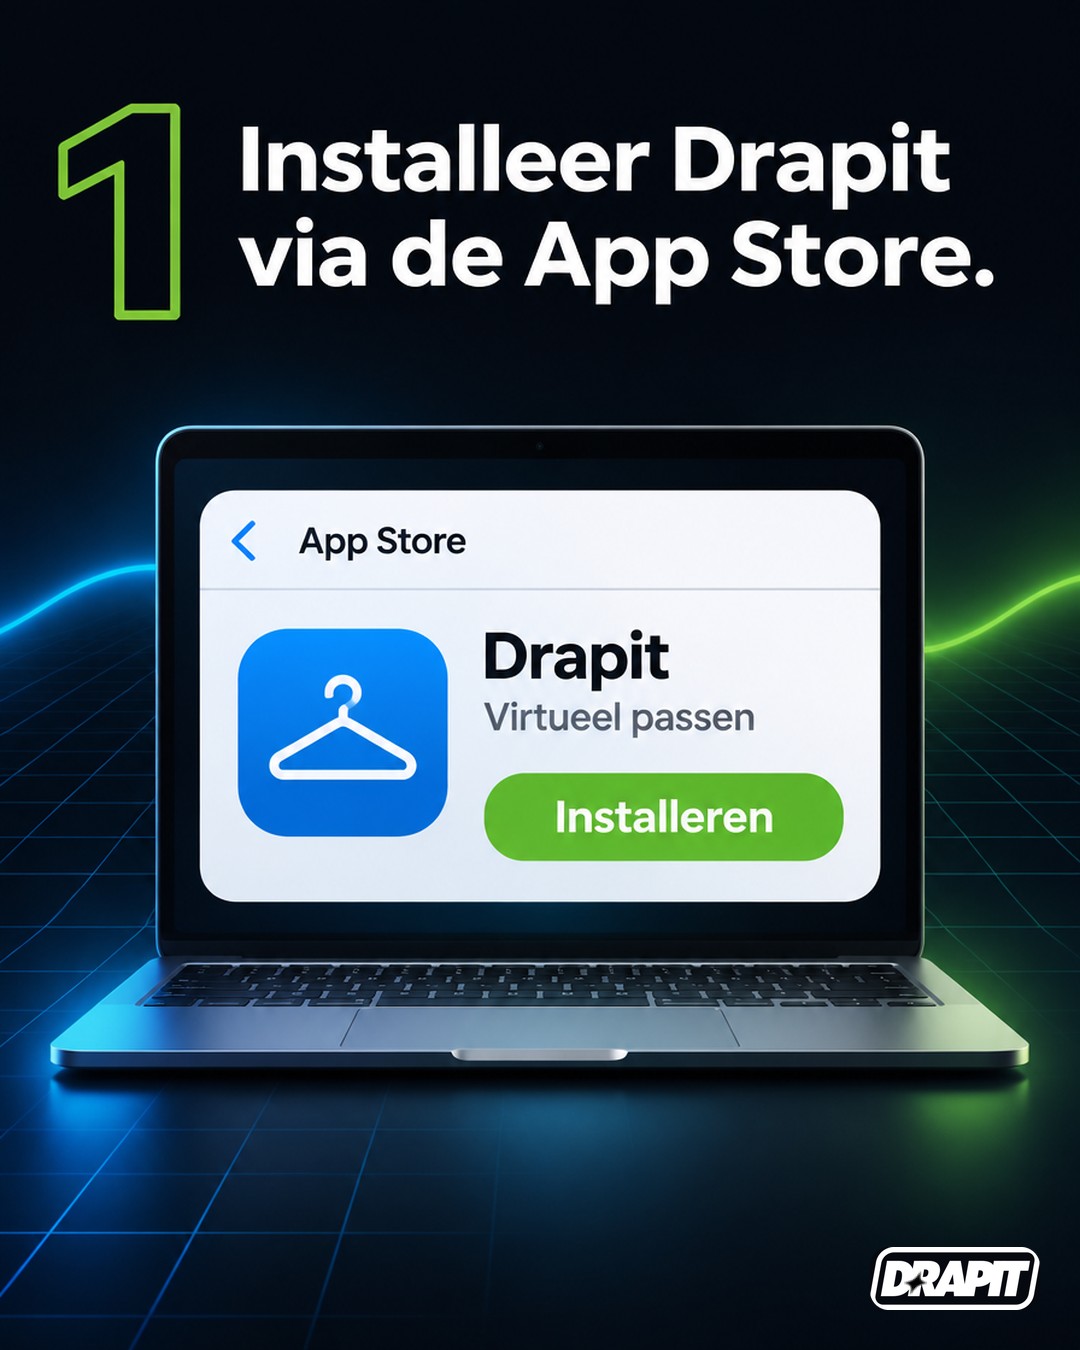 1
Installeer Drapit
via de App Store.
App Store
Drapit
Virtueel passen
Installeren
DRAPIT